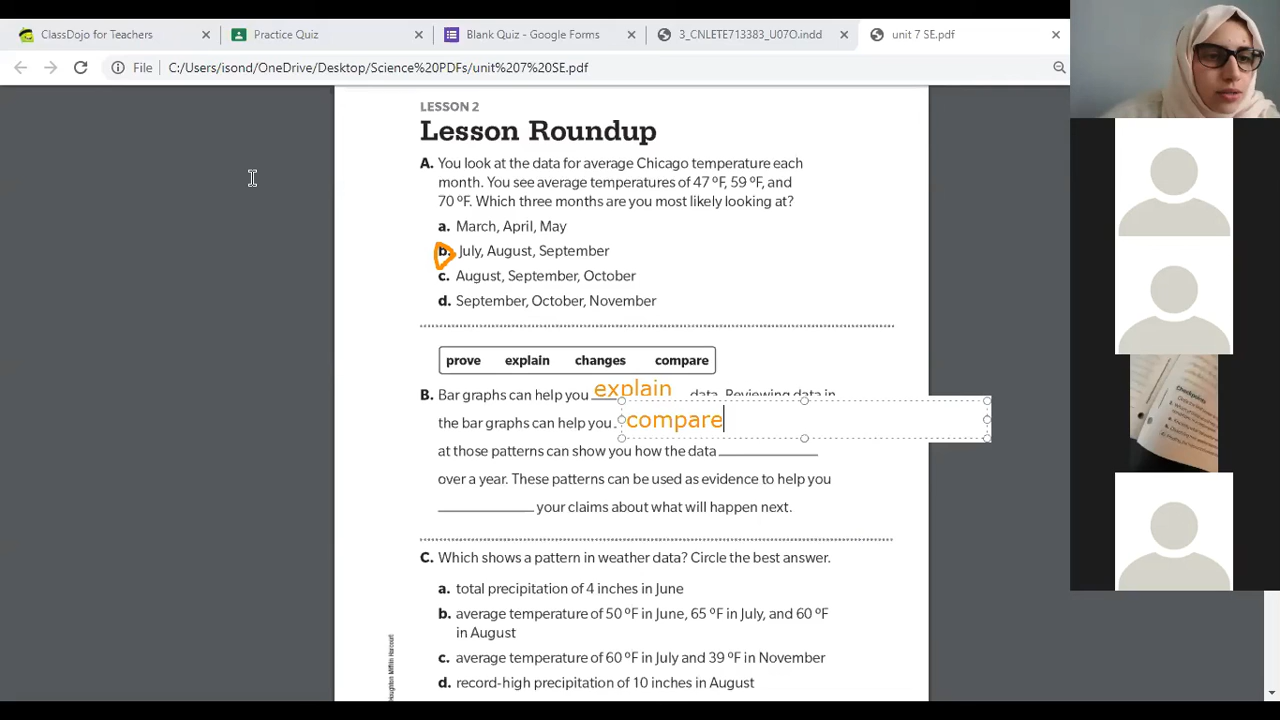 ClassDojo for Teachers
Practice Quiz
Blank Quiz - Google Forms
3_CNLETE713383_U07O.indd
unit 7 SE.pdf
File
C:/Users/isond/OneDrive/Desktop/Science%20PDFs/unit%207%20SE.pdf
LESSON 2
Lesson Roundup
A. You look at the data for average Chicago temperature each
month. You see average temperatures of 47 ºF, 59 ºF, and
70 ºF. Which three months are you most likely looking at?
a. March, April, May
b. July, August, September
c. August, September, October
d. September, October, November
prove explain changes compare
B. Bar graphs can help you explain data. Reviewing data in
the bar graphs can help you compare
at those patterns can show you how the data
over a year. These patterns can be used as evidence to help you
your claims about what will happen next.
C. Which shows a pattern in weather data? Circle the best answer.
a. total precipitation of 4 inches in June
b. average temperature of 50 ºF in June, 65 ºF in July, and 60 ºF
in August
c. average temperature of 60 ºF in July and 39 ºF in November
d. record-high precipitation of 10 inches in August
Houghton Mifflin Harcourt
Checkpoints